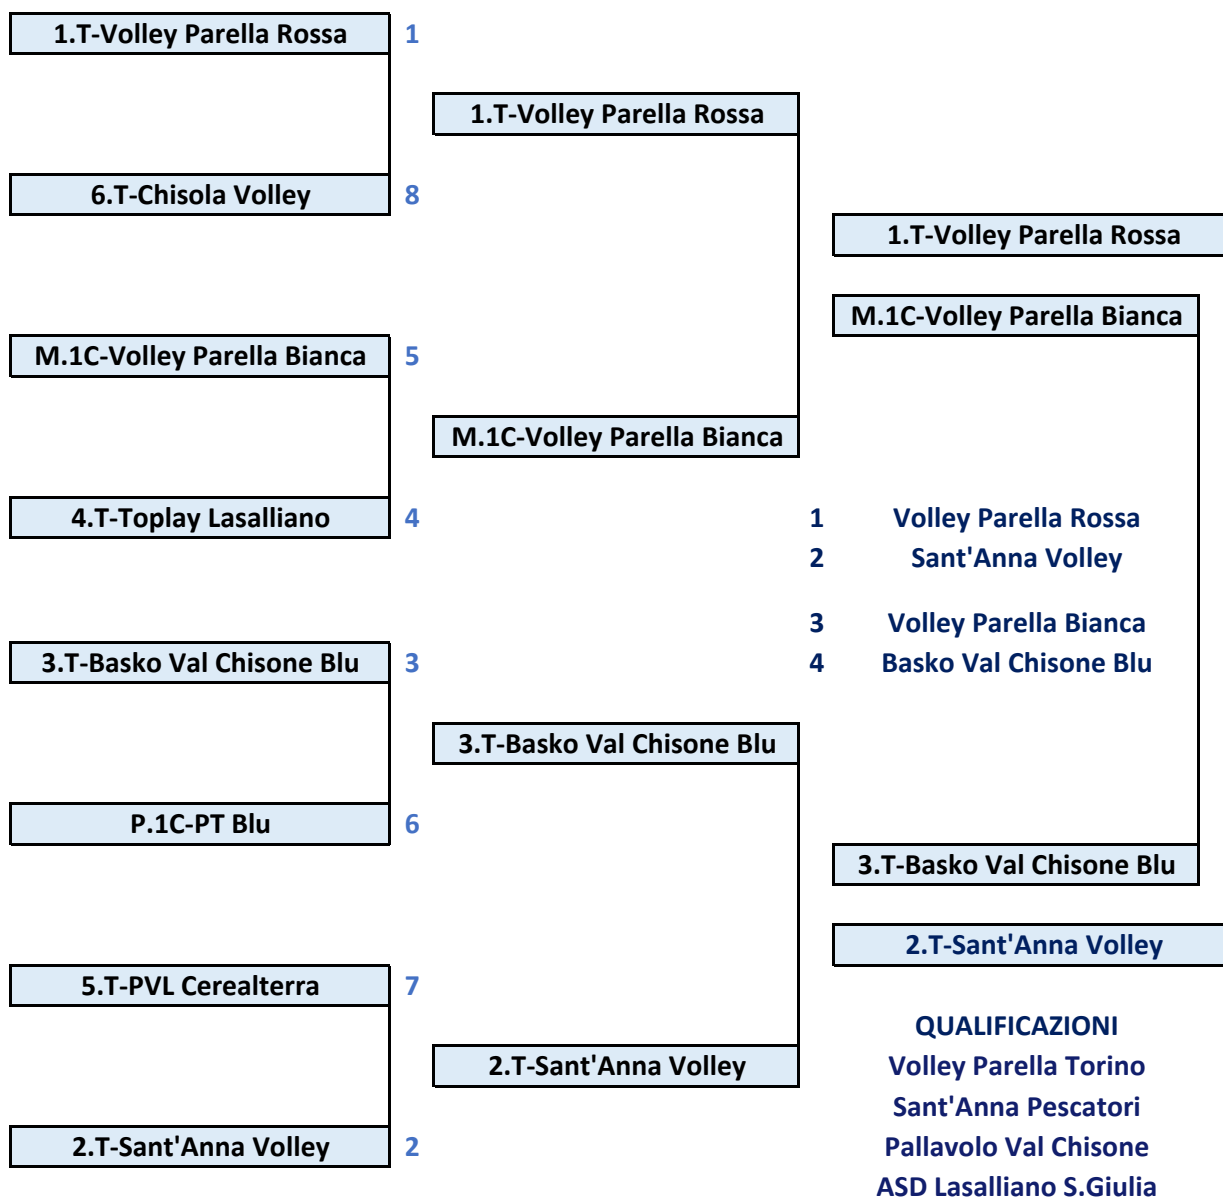 1.T-Volley Parella Rossa 1
1.T-Volley Parella Rossa
6.T-Chisola Volley 8
1.T-Volley Parella Rossa
M.1C-Volley Parella Bianca
M.1C-Volley Parella Bianca 5
M.1C-Volley Parella Bianca
4.T-Toplay Lasalliano 4
1 Volley Parella Rossa
2 Sant'Anna Volley
3 Volley Parella Bianca
4 Basko Val Chisone Blu
3.T-Basko Val Chisone Blu 3
3.T-Basko Val Chisone Blu
P.1C-PT Blu 6
3.T-Basko Val Chisone Blu
2.T-Sant'Anna Volley
5.T-PVL Cerealterra 7
2.T-Sant'Anna Volley
2.T-Sant'Anna Volley 2
QUALIFICAZIONI
Volley Parella Torino
Sant'Anna Pescatori
Pallavolo Val Chisone
ASD Lasalliano S.Giulia